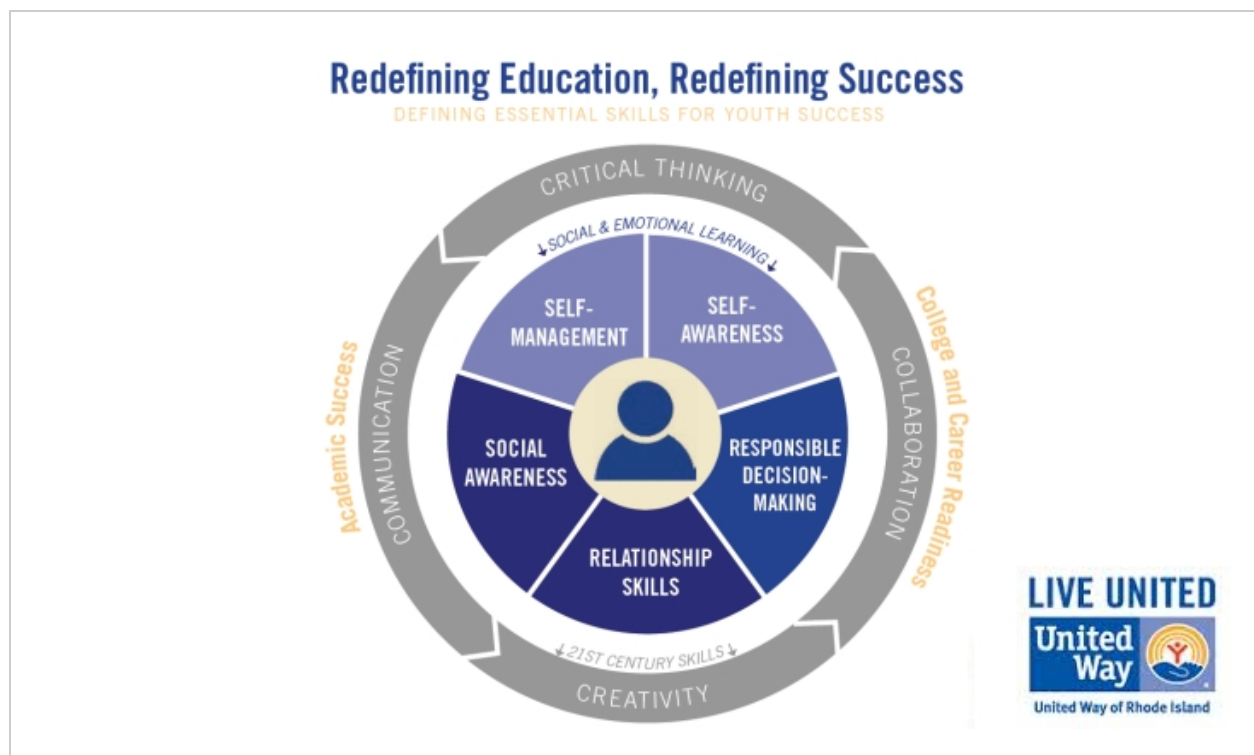 Redefining Education, Redefining Success
DEFINING ESSENTIAL SKILLS FOR YOUTH SUCCESS
CRITICAL THINKING
SOCIAL & EMOTIONAL LEARNING
SELF-
MANAGEMENT
SELF-
AWARENESS
Academic Success
COMMUNICATION
SOCIAL
AWARENESS
RESPONSIBLE
DECISION-
MAKING
COLLABORATION
College and Career Readiness
RELATIONSHIP
SKILLS
21ST CENTURY SKILLS
CREATIVITY
LIVE UNITED
United
Way
United Way of Rhode Island